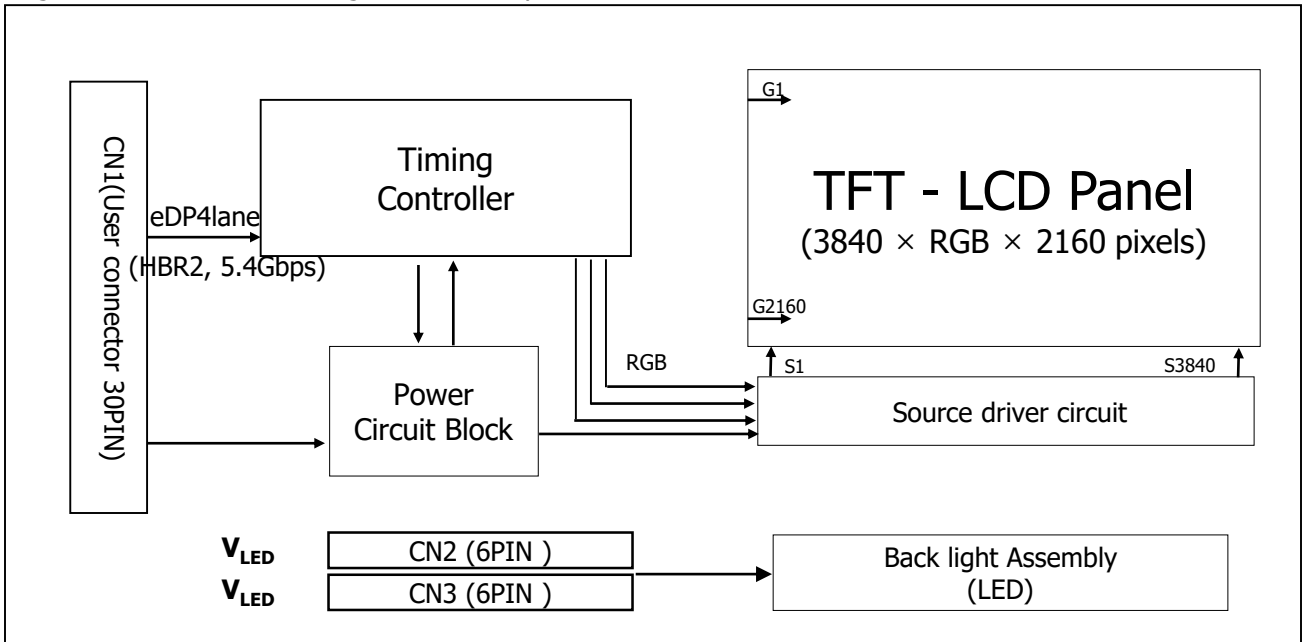 CN1(User connector 30PIN)
eDP4lane
(HBR2, 5.4Gbps)
Timing
Controller
Power
Circuit Block
RGB
G1
TFT - LCD Panel
(3840 × RGB × 2160 pixels)
G2160
S1
S3840
Source driver circuit
VLED
CN2 (6PIN )
VLED
CN3 (6PIN )
Back light Assembly
(LED)